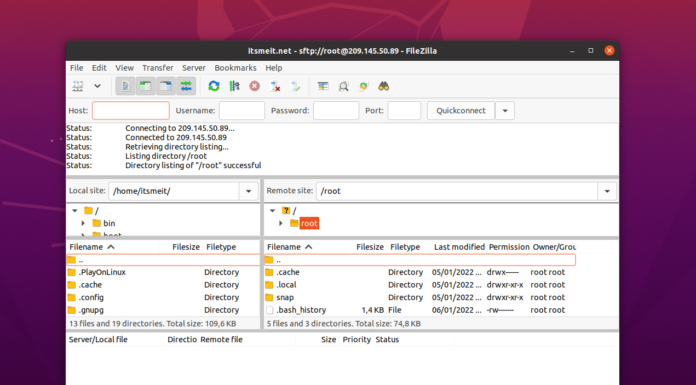 itsmeit.net - sftp://root@209.145.50.89 - FileZilla
File Edit View Transfer Server Bookmarks Help
Host: Username: Password: Port: Quickconnect
Status: Connecting to 209.145.50.89...
Status: Connected to 209.145.50.89
Status: Retrieving directory listing...
Status: Listing directory /root
Status: Directory listing of "/root" successful
Local site: /home/itsmeit/ Remote site: /root
/
bin
? /
root
Filename Filesize Filetype
..
.PlayOnLinux Directory
.cache Directory
.config Directory
.gnupg Directory
13 files and 19 directories. Total size: 109,6 KB
Filename Filesize Filetype Last modified Permission Owner/Grou
..
.cache Directory 05/01/2022 ... drwx------ root root
.local Directory 05/01/2022 ... drwxr-xr-x root root
snap Directory 05/01/2022 ... drwxr-xr-x root root
.bash_history 1,4 KB File 06/01/2022 ... -rw------- root root
5 files and 3 directories. Total size: 74,8 KB
Server/Local file Directio Remote file Size Priority Status